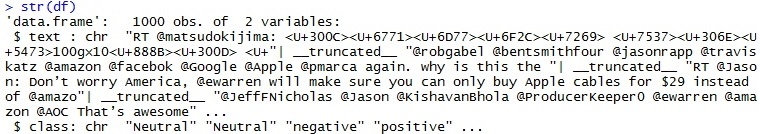 > str(df)
'data.frame':   1000 obs. of  2 variables:
 $ text : chr  "RT @matsudokijima: <U+300C><U+6771><U+6D77><U+6F2C><U+7269> <U+7537><U+306E><U
+5473>100gx10<U+888B><U+300D> <U+"| __truncated__ "@robgabel @bentsmithfour @jasonrapp @travis
katz @amazon @facebok @Google @Apple @pmarca again. why is this the "| __truncated__ "RT @Jaso
n: Don't worry America, @ewarren will make sure you can only buy Apple cables for $29 instead
of @amazo"| __truncated__ "@JeffFNicholas @Jason @KishavanBhola @ProducerKeeper0 @ewarren @ama
zon @AOC That's awesome" ...
 $ class: chr  "Neutral" "Neutral" "negative" "positive" ...